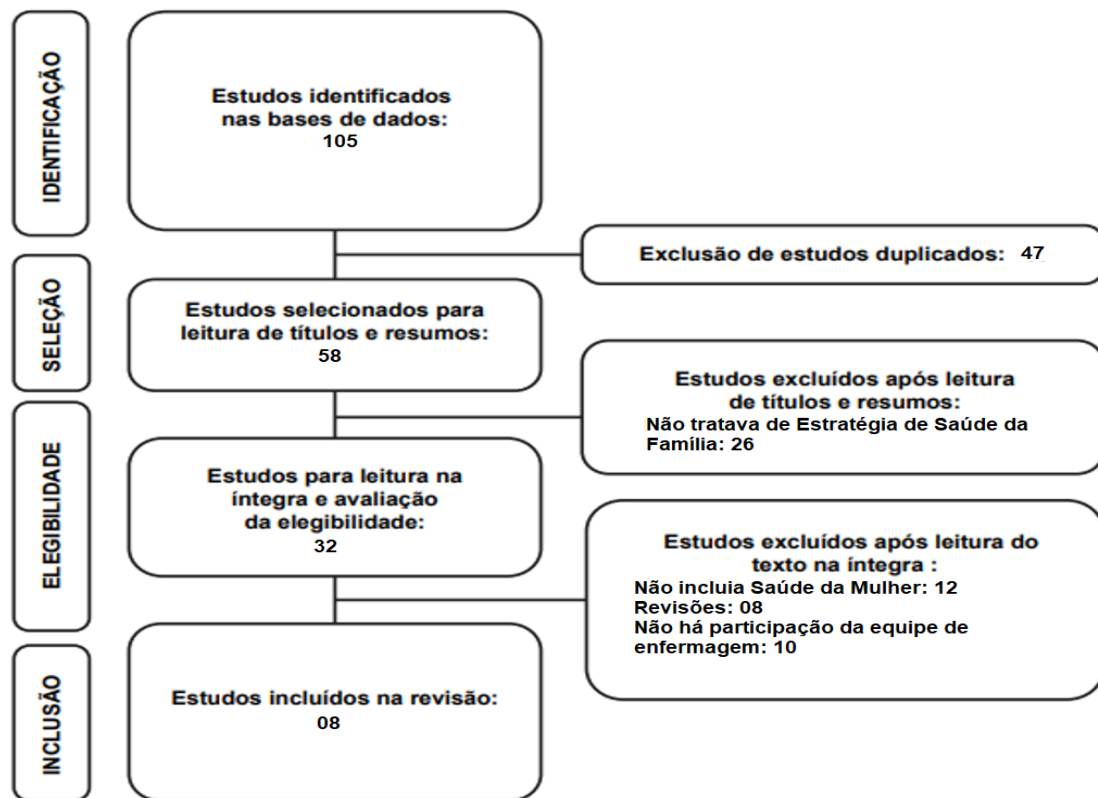 IDENTIFICAÇÃO
Estudos identificados
nas bases de dados:
105
Exclusão de estudos duplicados: 47
SELEÇÃO
Estudos selecionados para
leitura de títulos e resumos:
58
Estudos excluídos após leitura
de títulos e resumos:
Não tratava de Estratégia de Saúde da
Família: 26
ELEGIBILIDADE
Estudos para leitura na
íntegra e avaliação
da elegibilidade:
32
Estudos excluídos após leitura do
texto na íntegra :
Não incluia Saúde da Mulher: 12
Revisões: 08
Não há participação da equipe de
enfermagem: 10
INCLUSÃO
Estudos incluídos na revisão:
08